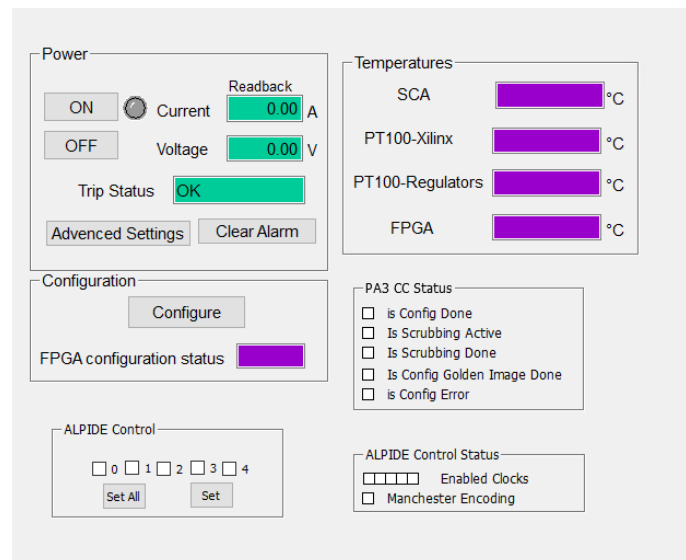 Power
Readback
ON
Current
0.00 A
OFF
Voltage
0.00 V
Trip Status
OK
Advanced Settings
Clear Alarm
Temperatures
SCA
°C
PT100-Xilinx
°C
PT100-Regulators
°C
FPGA
°C
Configuration
Configure
FPGA configuration status
PA3 CC Status
is Config Done
Is Scrubbing Active
Is Scrubbing Done
Is Config Golden Image Done
is Config Error
ALPIDE Control
0 1 2 3 4
Set All
Set
ALPIDE Control Status
Enabled Clocks
Manchester Encoding